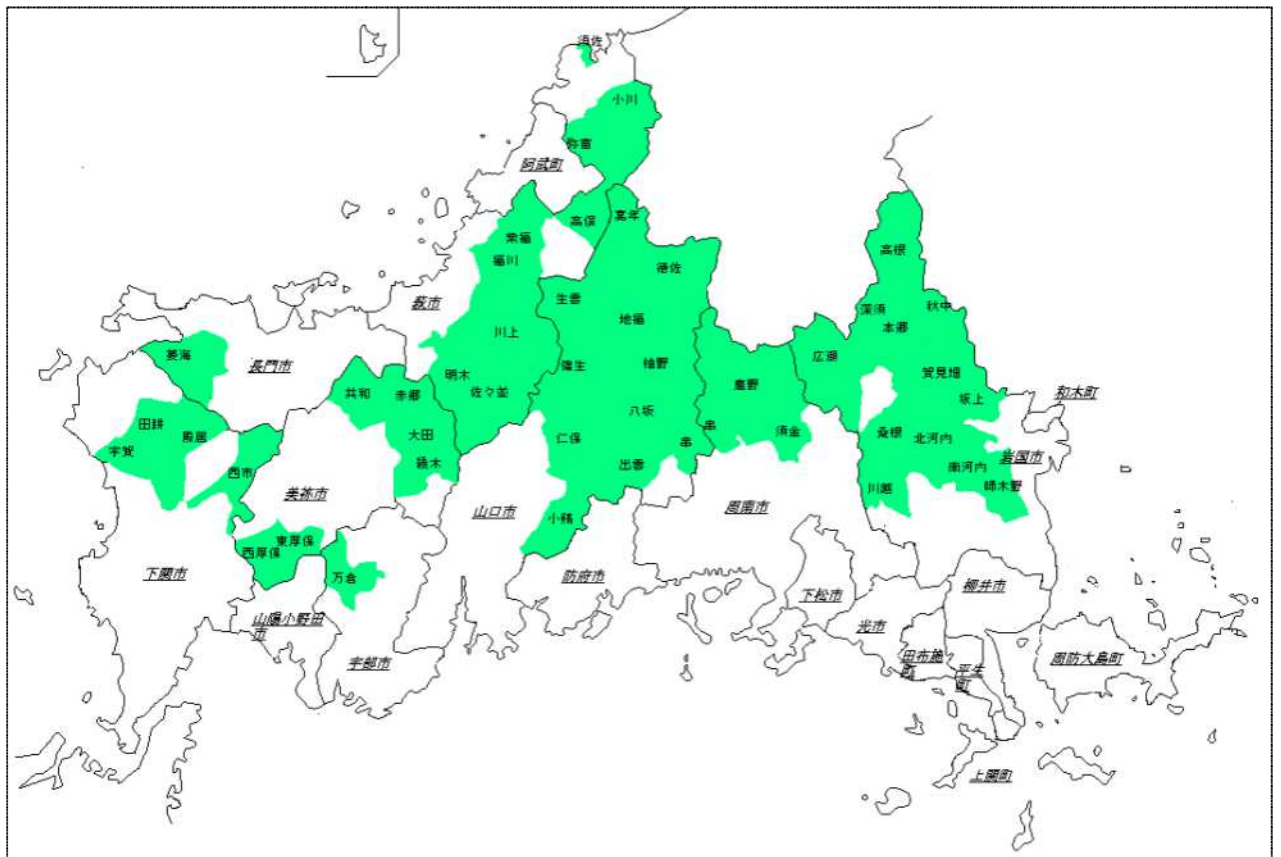 須佐
小川
弥富
阿武町
高俣
嘉年
紫福
福川
徳佐
高根
萩市
生雲
地福
深須
秋中
本郷
川上
菱海
長門市
広瀬
篠生
柚野
鹿野
賀見畑
和木町
共和
赤郷
明木
佐々並
坂上
田耕
殿居
八坂
串
須金
桑根
北河内
宇賀
大田
仁保
串
岩国市
西市
綾木
出雲
南河内
師木野
美祢市
川越
山口市
周南市
小鯖
東厚保
西厚保
下関市
万倉
防府市
柳井市
下松市
山陽小野田
市
光市
宇部市
田布施
町
平生
町
周防大島町
上関町